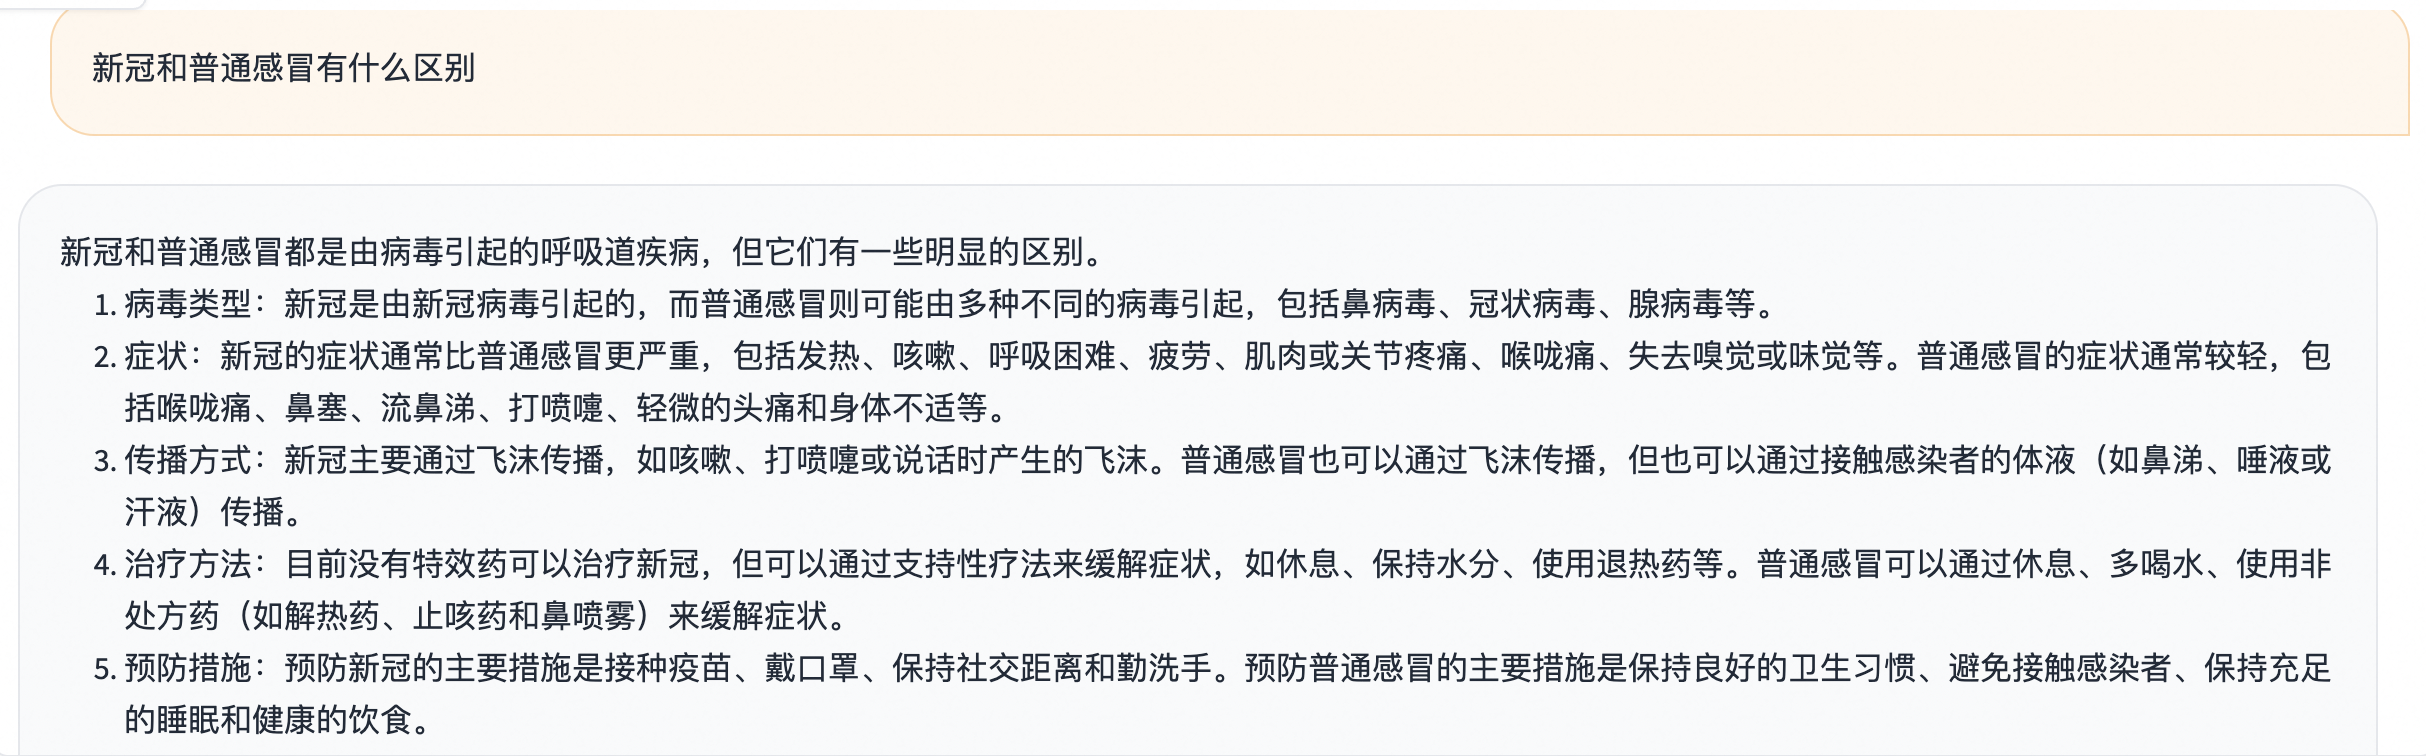 新冠和普通感冒有什么区别
新冠和普通感冒都是由病毒引起的呼吸道疾病，但它们有一些明显的区别。
1. 病毒类型：新冠是由新冠病毒引起的，而普通感冒则可能由多种不同的病毒引起，包括鼻病毒、冠状病毒、腺病毒等。
2. 症状：新冠的症状通常比普通感冒更严重，包括发热、咳嗽、呼吸困难、疲劳、肌肉或关节疼痛、喉咙痛、失去嗅觉或味觉等。普通感冒的症状通常较轻，包
括喉咙痛、鼻塞、流鼻涕、打喷嚏、轻微的头痛和身体不适等。
3. 传播方式：新冠主要通过飞沫传播，如咳嗽、打喷嚏或说话时产生的飞沫。普通感冒也可以通过飞沫传播，但也可以通过接触感染者的体液（如鼻涕、唾液或
汗液）传播。
4. 治疗方法：目前没有特效药可以治疗新冠，但可以通过支持性疗法来缓解症状，如休息、保持水分、使用退热药等。普通感冒可以通过休息、多喝水、使用非
处方药（如解热药、止咳药和鼻喷雾）来缓解症状。
5. 预防措施：预防新冠的主要措施是接种疫苗、戴口罩、保持社交距离和勤洗手。预防普通感冒的主要措施是保持良好的卫生习惯、避免接触感染者、保持充足
的睡眠和健康的饮食。